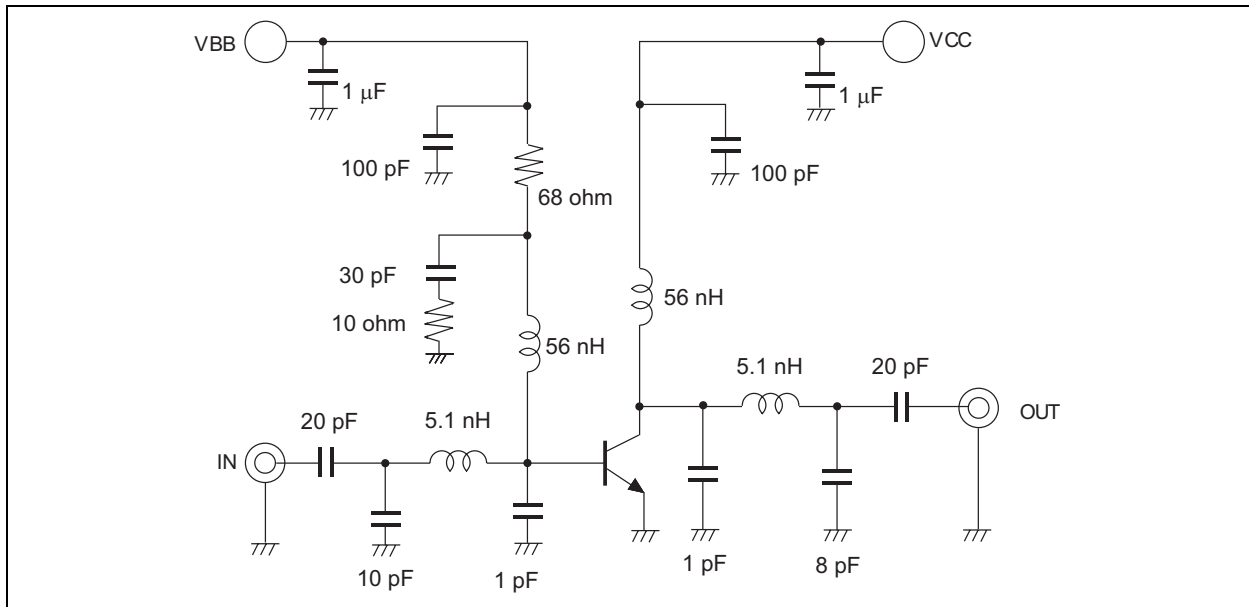 VBB
VCC
1 μF
1 μF
100 pF
68 ohm
100 pF
30 pF
10 ohm
56 nH
56 nH
5.1 nH
20 pF
OUT
20 pF
5.1 nH
IN
10 pF
1 pF
1 pF
8 pF